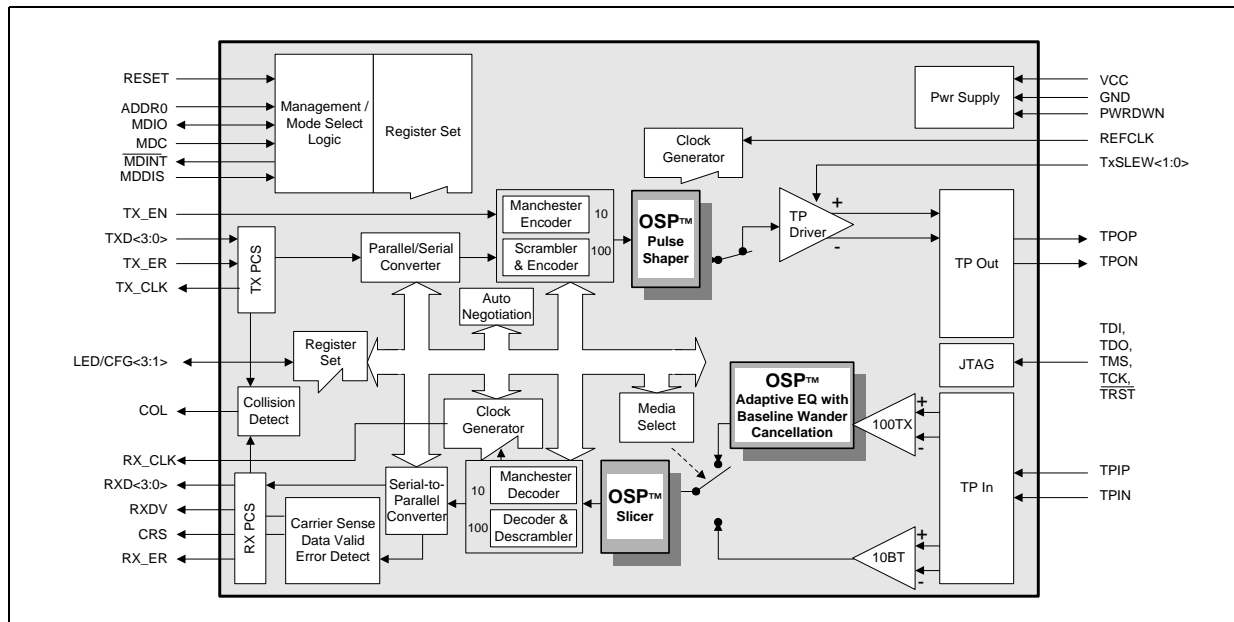 RESET
ADDR0
MDIO
MDC
MDINT
MDDIS
Management /
Mode Select
Logic
Register Set
Pwr Supply
VCC
GND
PWRDWN
REFCLK
TxSLEW<1:0>
Clock
Generator
TX_EN
TXD<3:0>
TX_ER
TX_CLK
TX PCS
Parallel/Serial
Converter
Manchester
Encoder
10
Scrambler
& Encoder
100
OSP™
Pulse
Shaper
TP
Driver
+
-
TP Out
TPOP
TPON
Auto
Negotiation
LED/CFG<3:1>
Register
Set
JTAG
TDI,
TDO,
TMS,
TCK,
TRST
COL
Collision
Detect
Clock
Generator
Media
Select
OSP™
Adaptive EQ with
Baseline Wander
Cancellation
100TX
+
-
RX_CLK
RXD<3:0>
RXDV
CRS
RX_ER
RX PCS
Carrier Sense
Data Valid
Error Detect
Serial-to-
Parallel
Converter
10
Manchester
Decoder
100
Decoder &
Descrambler
OSP™
Slicer
10BT
+
-
TP In
TPIP
TPIN